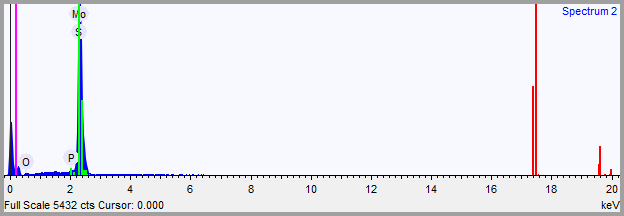 Spectrum 2
Mo
S
O
P
0 2 4 6 8 10 12 14 16 18 20
Full Scale 5432 cts Cursor: 0.000 keV